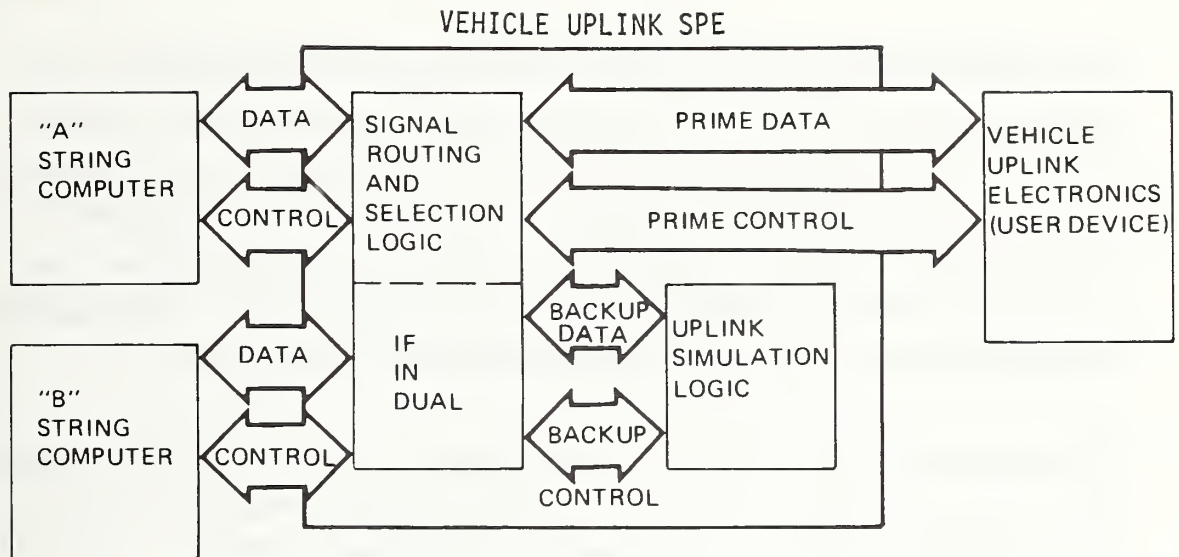 VEHICLE UPLINK SPE
"A"
STRING
COMPUTER
DATA
CONTROL
SIGNAL
ROUTING
AND
SELECTION
LOGIC
PRIME DATA
PRIME CONTROL
VEHICLE
UPLINK
ELECTRONICS
(USER DEVICE)
"B"
STRING
COMPUTER
DATA
CONTROL
IF
IN
DUAL
BACKUP
DATA
BACKUP
CONTROL
UPLINK
SIMULATION
LOGIC